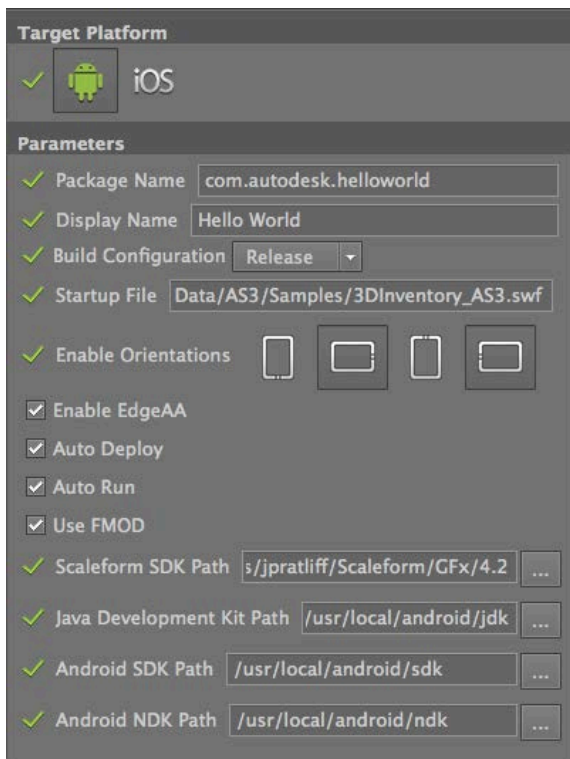 Target Platform
iOS
Parameters
Package Name com.autodesk.helloworld
Display Name Hello World
Build Configuration Release
Startup File Data/AS3/Samples/3DInventory_AS3.swf
Enable Orientations
Enable EdgeAA
Auto Deploy
Auto Run
Use FMOD
Scaleform SDK Path s/jpratliff/Scaleform/GFx/4.2 ...
Java Development Kit Path /usr/local/android/jdk ...
Android SDK Path /usr/local/android/sdk ...
Android NDK Path /usr/local/android/ndk ...